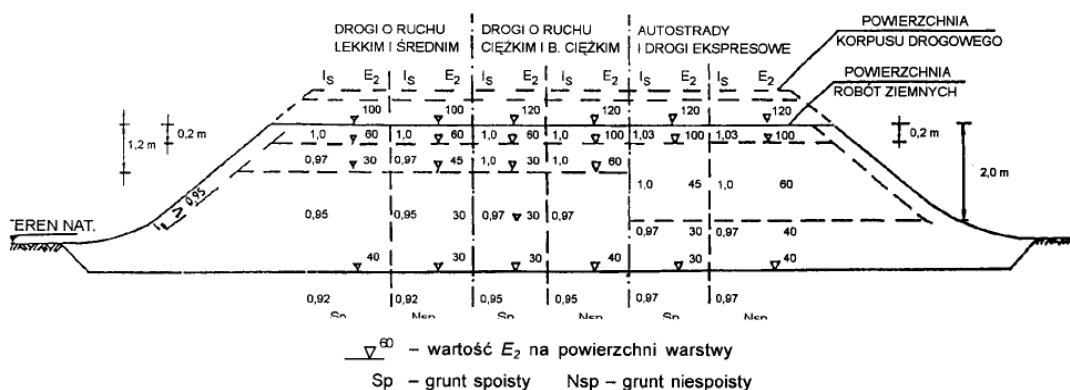 DROGI O RUCHU DROGI O RUCHU AUTOSTRADY POWIERZCHNIA
LEKKIM I ŚREDNIM CIĘŻKIM I B. CIĘŻKIM I DROGI EKSPRESOWE KORPUSU DROGOWEGO
IS E2 IS E2 IS E2 IS E2 IS E2 IS E2 POWIERZCHNIA
ROBÓT ZIEMNYCH
100 100 120 120 120 120
1,2 m 0,2 m 1,0 60 1,0 60 1,0 60 1,0 100 1,03 100 1,03 100 0,2 m
0,97 30 0,97 45 1,0 30 1,0 60
2,0 m
1,0 45 1,0 60
0,95
0,95 0,95 30 0,97 30 0,97
TEREN NAT. 0,97 30 0,97 40
40 30 30 40 30 40
0,92 0,92 0,95 0,95 0,97 0,97
Sp Nsp Sp Nsp Sp Nsp
60 – wartość E2 na powierzchni warstwy
Sp – grunt spoisty Nsp – grunt niespoisty